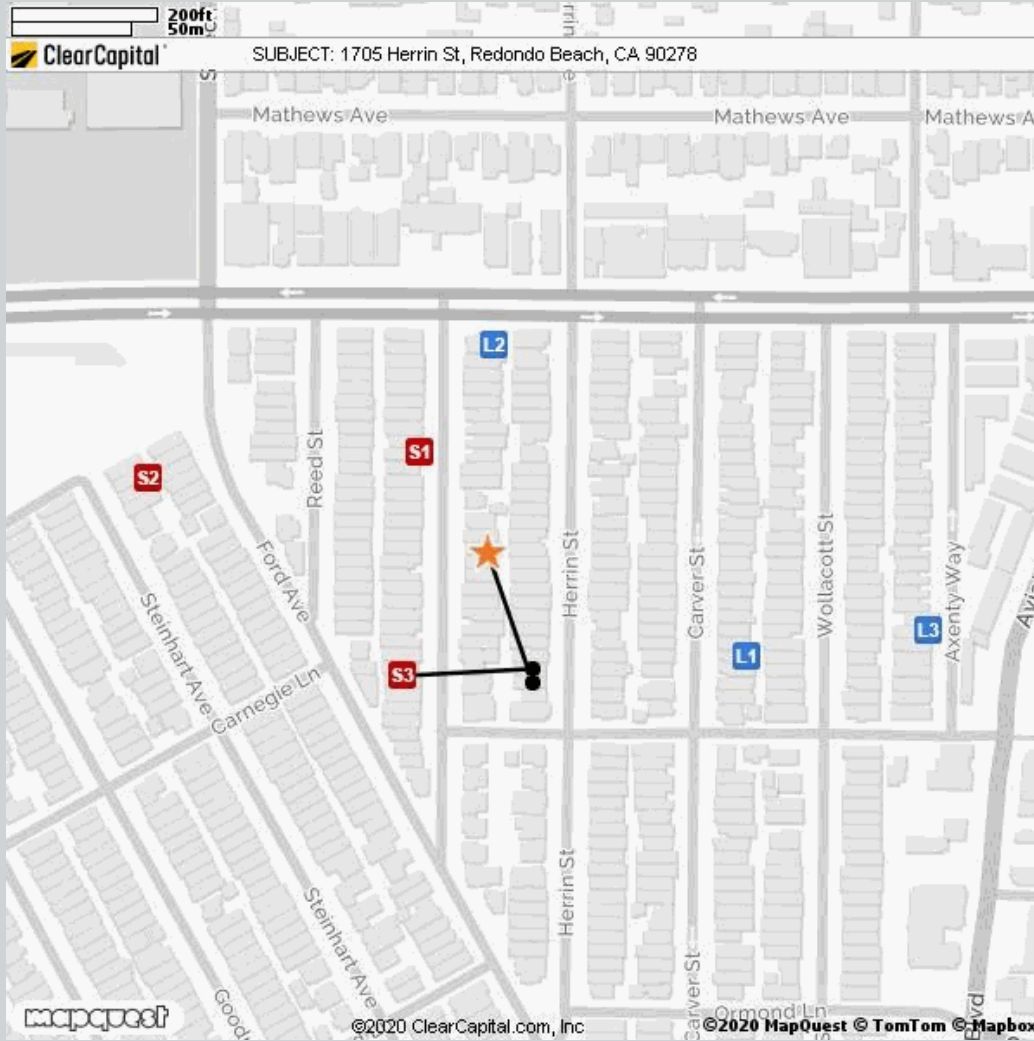 200ft
50m
ClearCapital
SUBJECT: 1705 Herrin St, Redondo Beach, CA 90278
Mathews Ave
Mathews Ave
Mathews A
L2
S1
S2
Reed St
Ford Ave
Herrin St
Carver St
Wollacott St
Axenty Way
L3
L1
S3
Steinhart Ave
Carnegie Ln
Herrin St
Steinhart Ave
Carver St
Ormond Ln
Blvd
mapquest
©2020 ClearCapital.com, Inc
©2020 MapQuest © TomTom © Mapbox